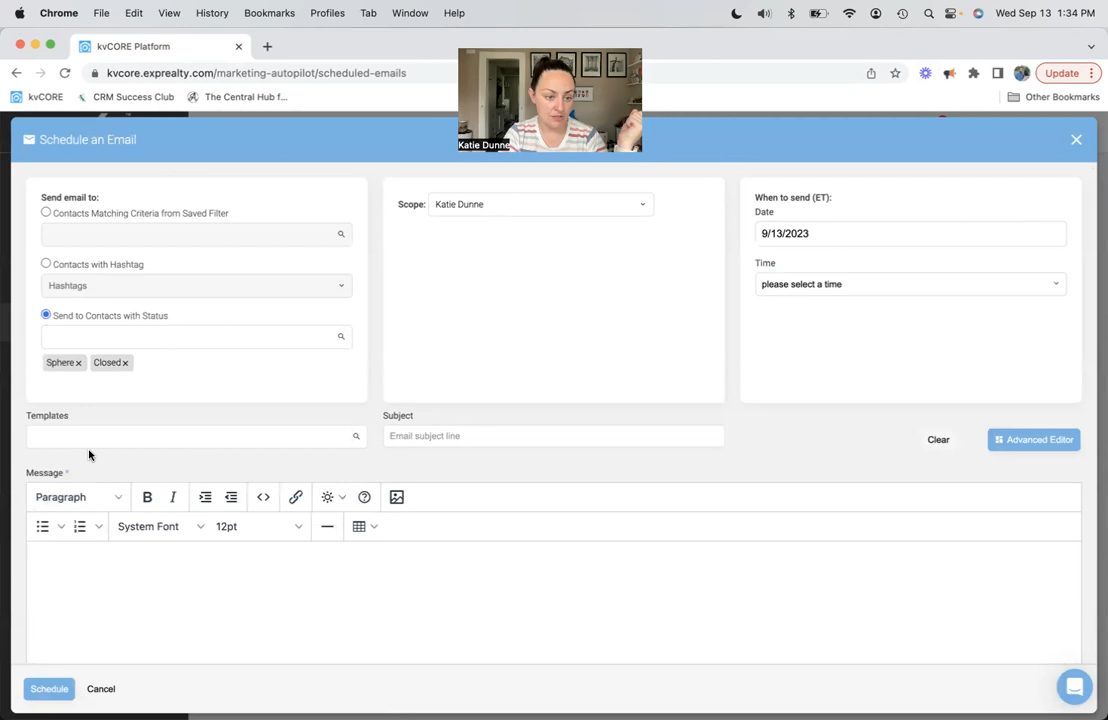 Chrome File Edit View History Bookmarks Profiles Tab Window Help Wed Sep 13 1:34 PM
kvCORE Platform
kvcore.exprealty.com/marketing-autopilot/scheduled-emails
Update
kvCORE CRM Success Club The Central Hub f... Other Bookmarks
Katie Dunne
Schedule an Email
Send email to:
Contacts Matching Criteria from Saved Filter
Contacts with Hashtag
Hashtags
Send to Contacts with Status
Sphere x Closed x
Scope: Katie Dunne
When to send (ET):
Date
9/13/2023
Time
please select a time
Templates
Subject
Email subject line
Clear
Advanced Editor
Message *
Paragraph B I
System Font 12pt
Schedule Cancel